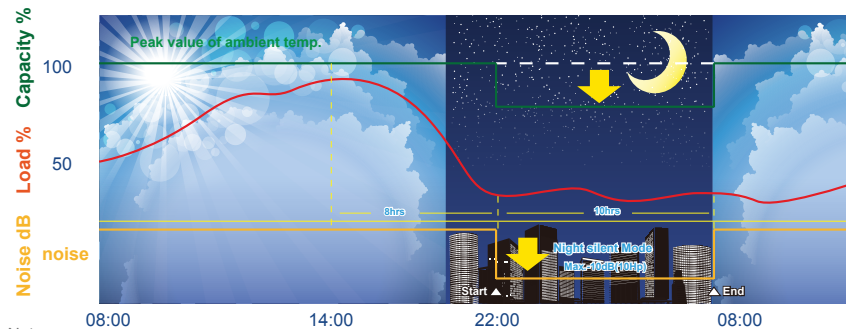 Capacity %
Load %
Noise dB
Peak value of ambient temp.
100
50
noise
8hrs
10hrs
Night silent Mode
Max.-10dB(10Hp)
Start
End
08:00
14:00
22:00
08:00